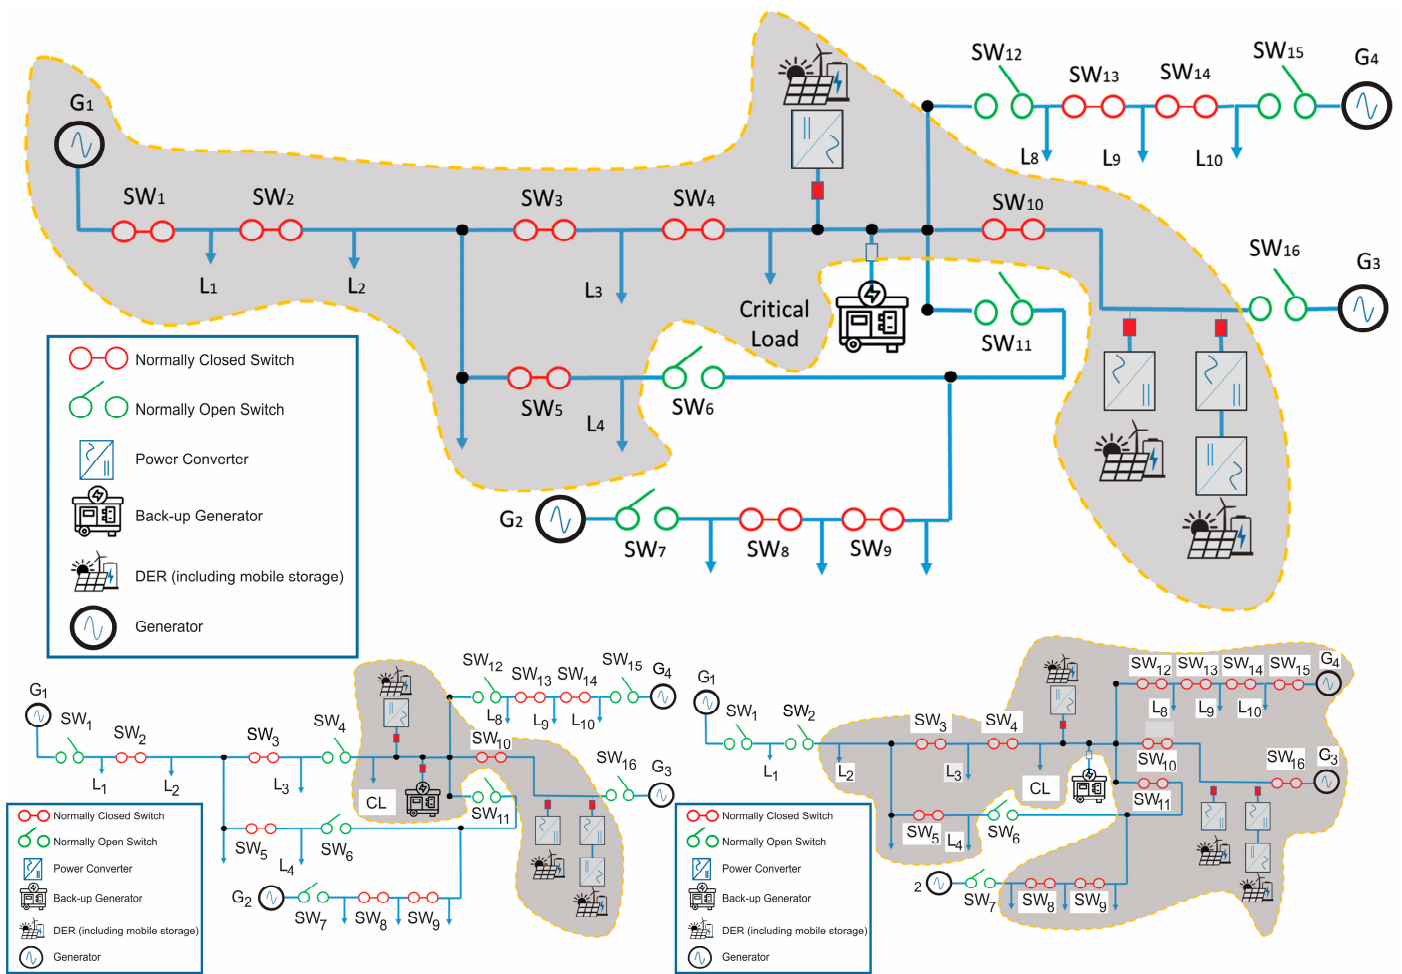 G1
SW1
SW2
SW3
SW4
SW10
SW12
SW13
SW14
SW15
G4
L8
L9
L10
SW16
G3
L1
L2
L3
Critical
Load
SW11
SW5
L4
SW6
G2
SW7
SW8
SW9
Normally Closed Switch
Normally Open Switch
Power Converter
Back-up Generator
DER (including mobile storage)
Generator
G1
SW1
SW2
SW3
SW4
SW12
SW13
SW14
SW15
G4
L8
L9
L10
SW10
SW16
G3
L1
L2
L3
CL
SW11
SW5
L4
SW6
G2
SW7
SW8
SW9
Normally Closed Switch
Normally Open Switch
Power Converter
Back-up Generator
DER (including mobile storage)
Generator
G1
SW1
SW2
SW3
SW4
SW12
SW13
SW14
SW15
G4
L8
L9
L10
SW10
SW16
G3
L1
L2
L3
CL
SW11
SW5
L4
SW6
2
SW7
SW8
SW9
Normally Closed Switch
Normally Open Switch
Power Converter
Back-up Generator
DER (including mobile storage)
Generator